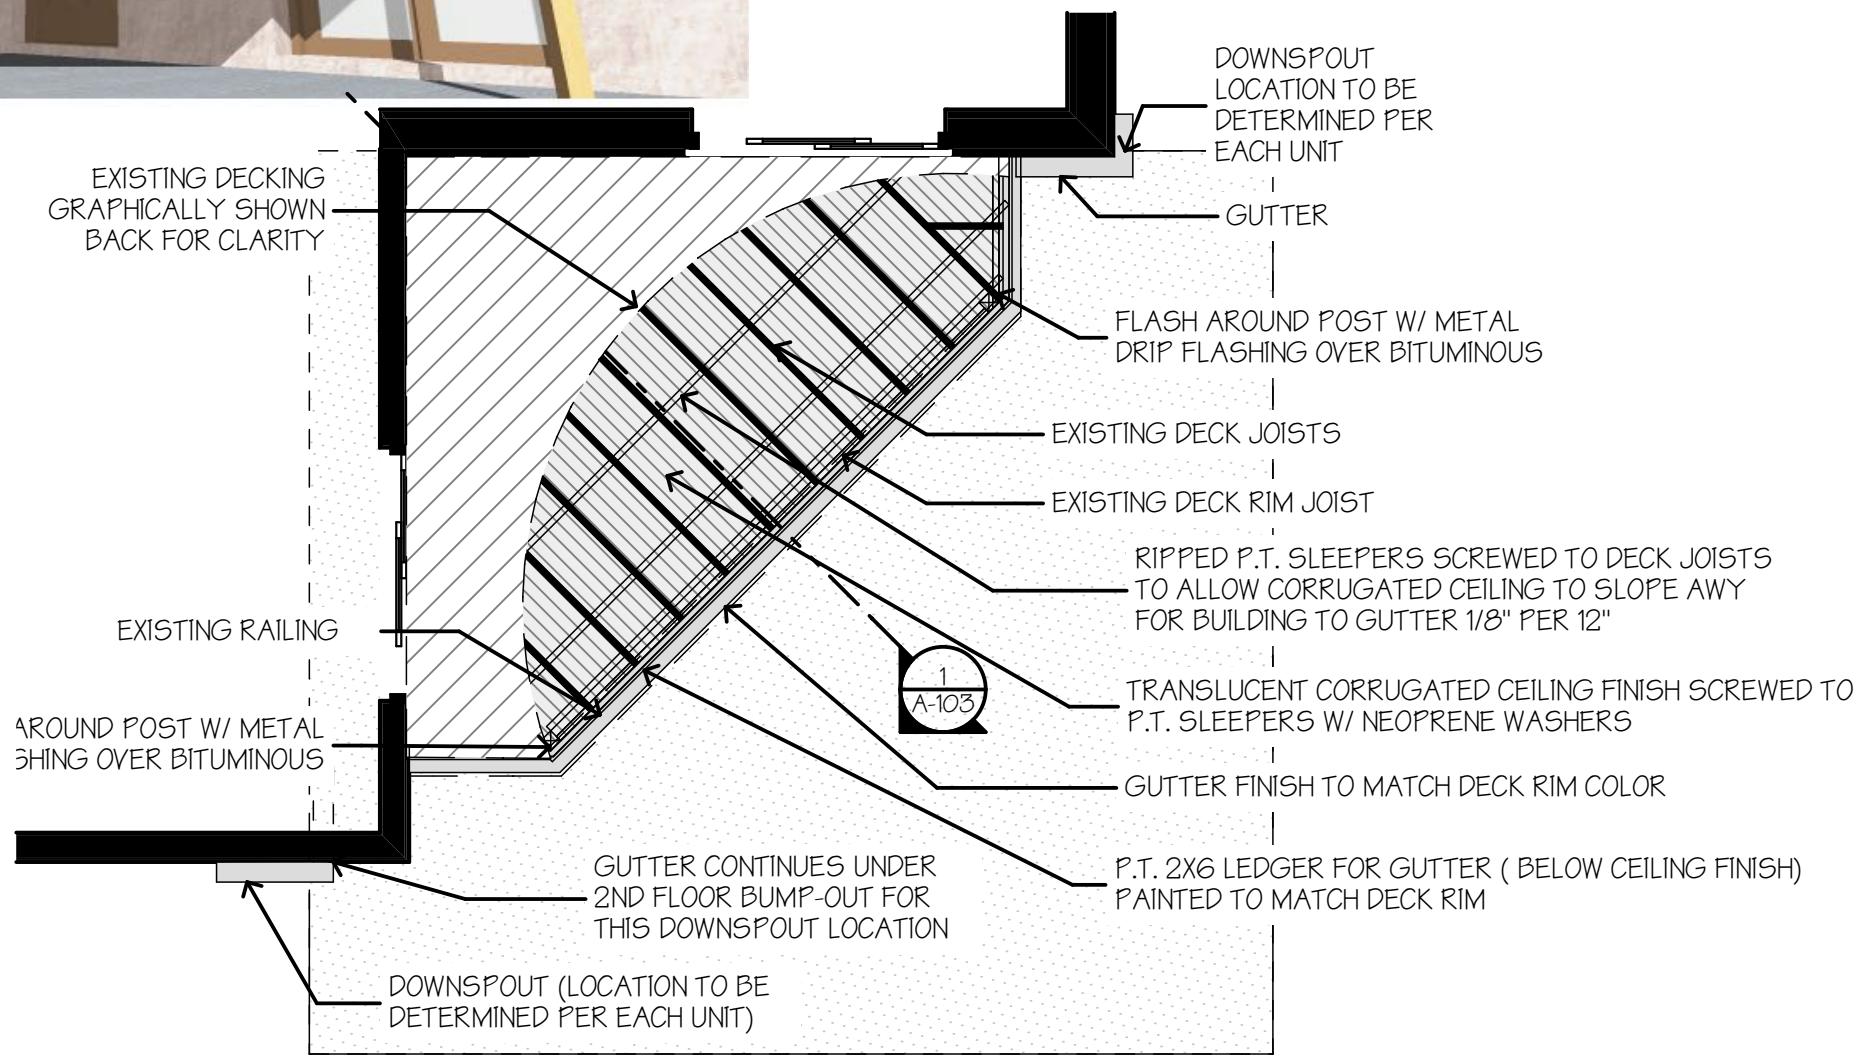 DOWNSPOUT
LOCATION TO BE
DETERMINED PER
EACH UNIT
EXISTING DECKING
GRAPHICALLY SHOWN
BACK FOR CLARITY
GUTTER
FLASH AROUND POST W/ METAL
DRIP FLASHING OVER BITUMINOUS
EXISTING DECK JOISTS
EXISTING DECK RIM JOIST
RIPPED P.T. SLEEPERS SCREWED TO DECK JOISTS
TO ALLOW CORRUGATED CEILING TO SLOPE AWY
FOR BUILDING TO GUTTER 1/8" PER 12"
EXISTING RAILING
1
A-103
TRANSLUCENT CORRUGATED CEILING FINISH SCREWED TO
P.T. SLEEPERS W/ NEOPRENE WASHERS
AROUND POST W/ METAL
SHING OVER BITUMINOUS
GUTTER FINISH TO MATCH DECK RIM COLOR
GUTTER CONTINUES UNDER
2ND FLOOR BUMP-OUT FOR
THIS DOWNSPOUT LOCATION
P.T. 2X6 LEDGER FOR GUTTER ( BELOW CEILING FINISH)
PAINTED TO MATCH DECK RIM
DOWNSPOUT (LOCATION TO BE
DETERMINED PER EACH UNIT)